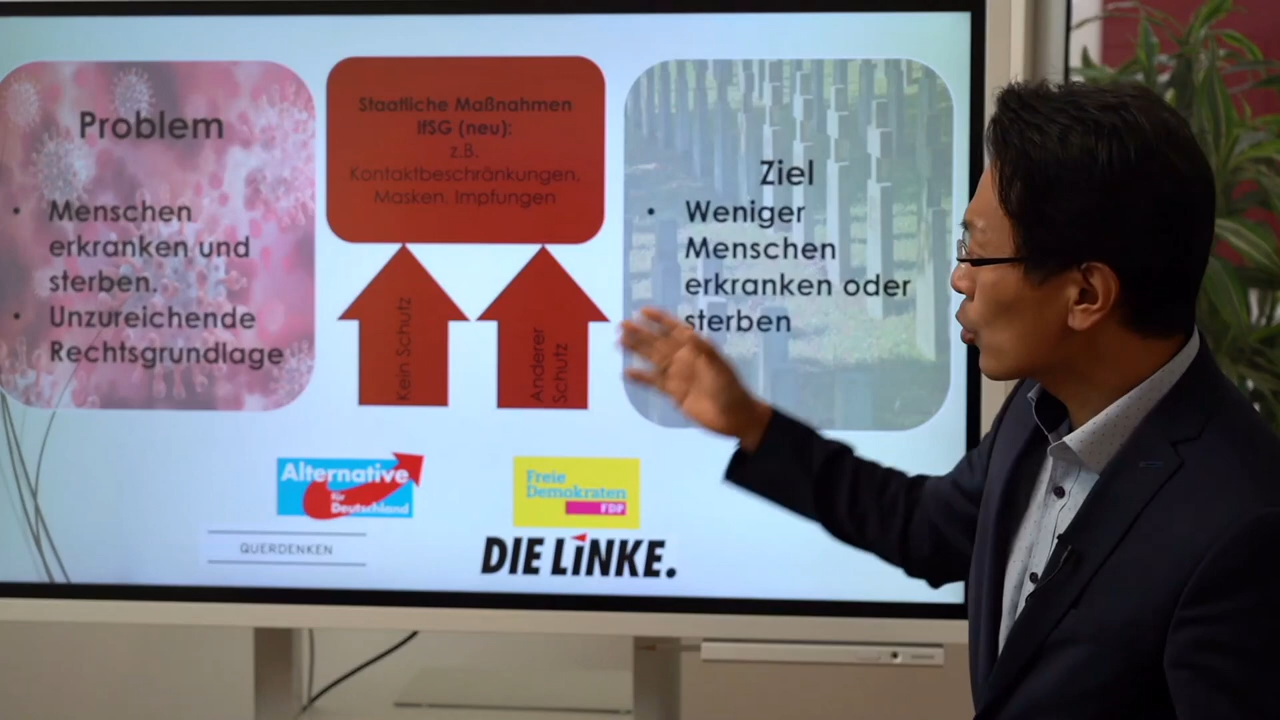 Problem
• Menschen
erkranken und
sterben.
• Unzureichende
Rechtsgrundlage
Staatliche Maßnahmen
IfSG (neu):
z.B.
Kontaktbeschränkungen,
Masken, Impfungen
Kein Schutz
Anderer
Schutz
Ziel
• Weniger
Menschen
erkranken oder
sterben
Alternative
für
Deutschland
QUERDENKEN
Freie
Demokraten
FDP
DIE LiNKE.